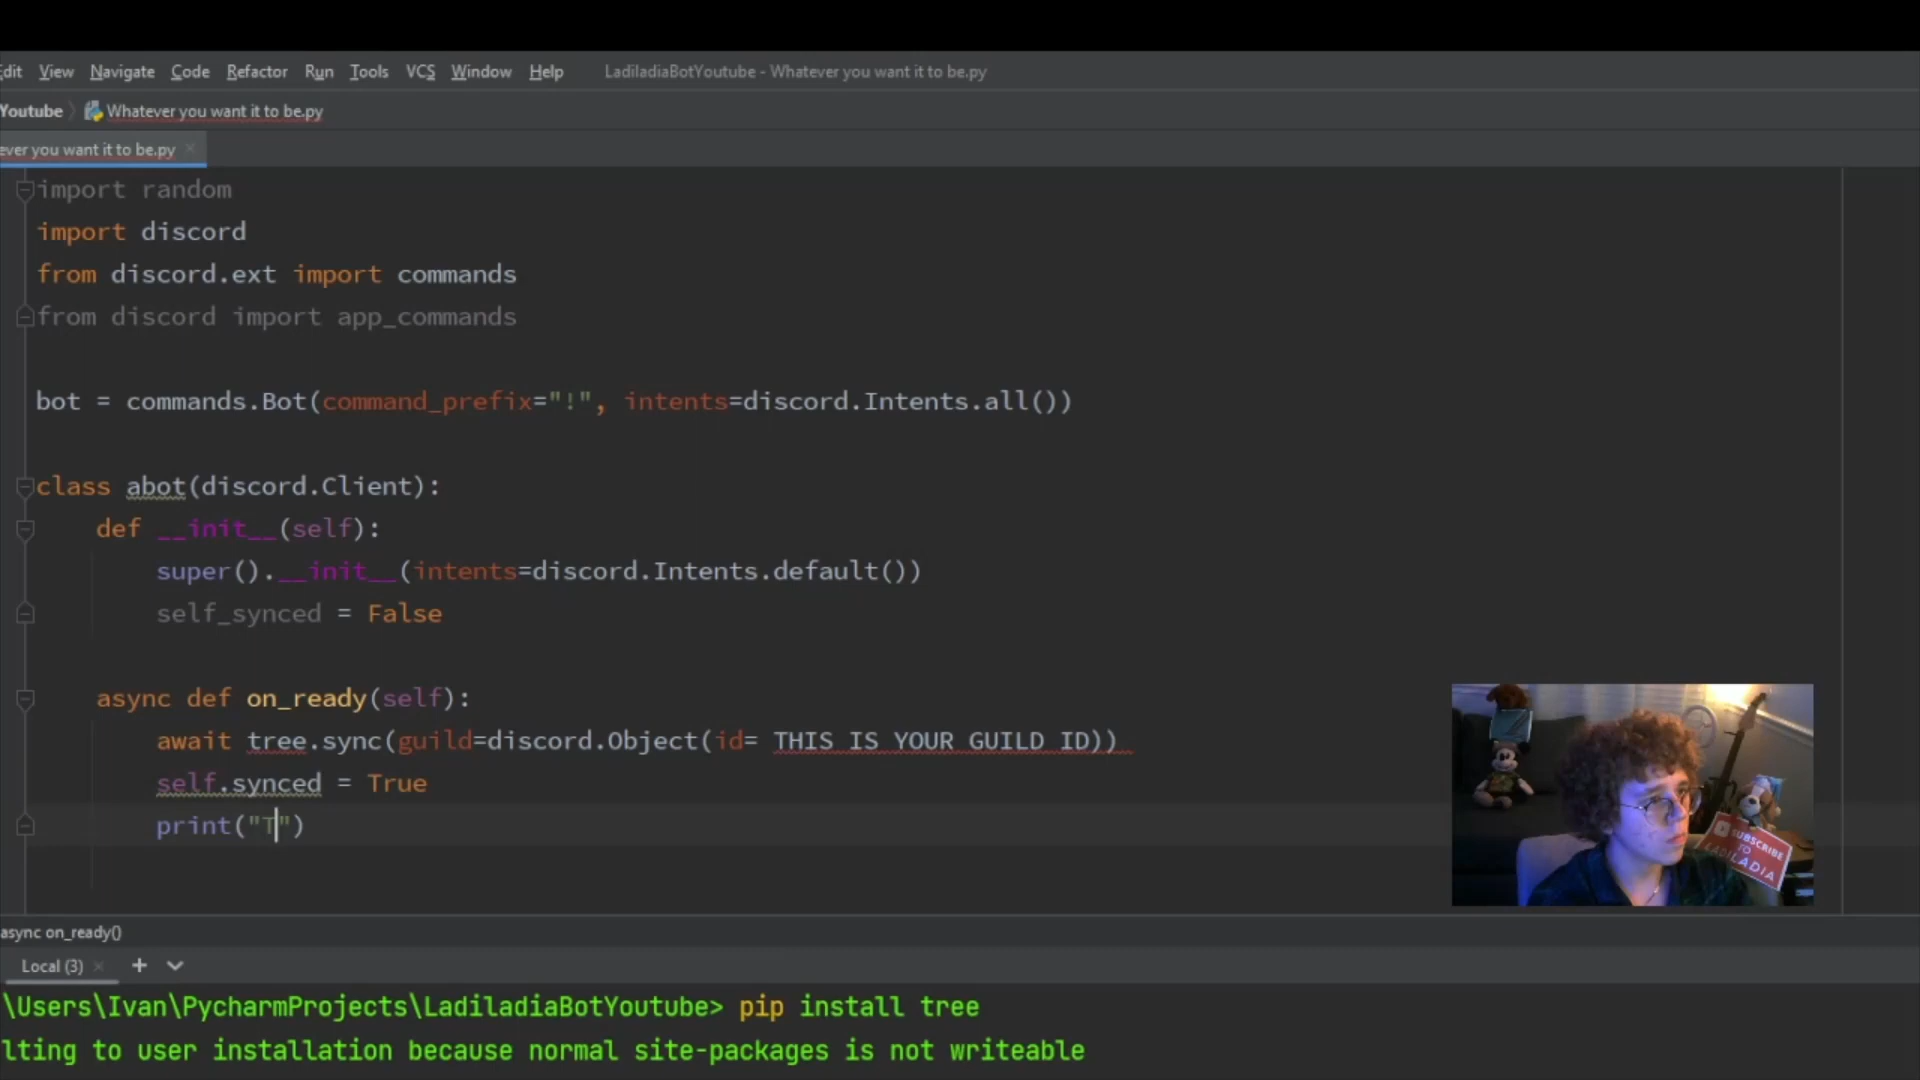 Edit View Navigate Code Refactor Run Tools VCS Window Help LadiladiaBotYoutube - Whatever you want it to be.py
Youtube Whatever you want it to be.py
ever you want it to be.py
import random
import discord
from discord.ext import commands
from discord import app_commands
bot = commands.Bot(command_prefix="!", intents=discord.Intents.all())
class abot(discord.Client):
def __init__(self):
super().__init__(intents=discord.Intents.default())
self_synced = False
async def on_ready(self):
await tree.sync(guild=discord.Object(id= THIS IS YOUR GUILD ID))
self.synced = True
print("T")
SUBSCRIBE
TO
LADILADIA
async on_ready()
Local (3)
\Users\Ivan\PycharmProjects\LadiladiaBotYoutube> pip install tree
lting to user installation because normal site-packages is not writeable